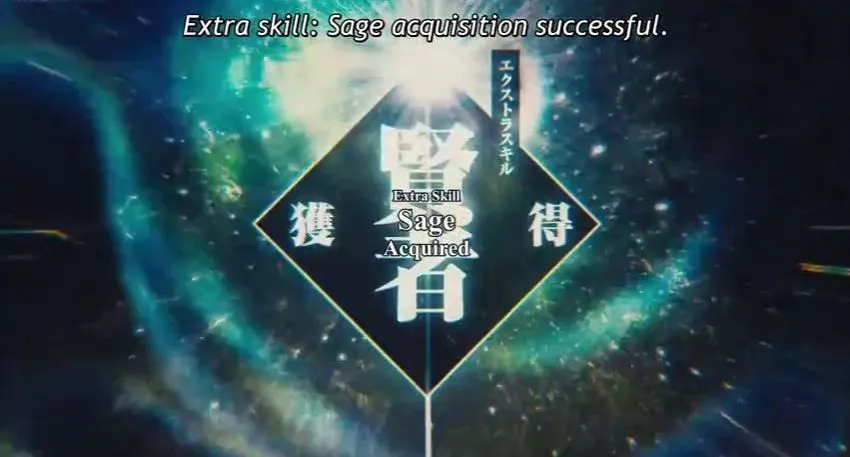 Extra skill: Sage acquisition successful.
エクストラスキル
賢者
獲得
Extra Skill
Sage
Acquired